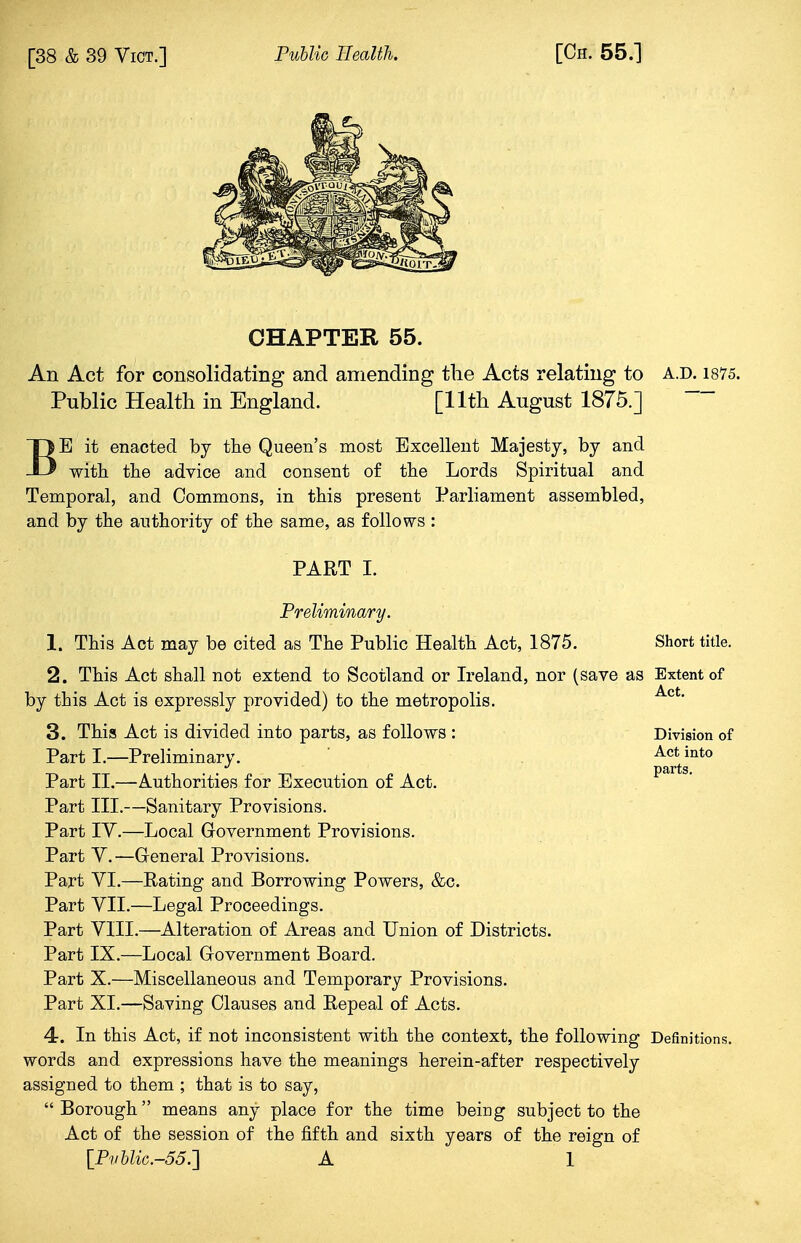 [38 & 39 VICT.] Public Health. [CH. 55.]
SOIT QUI MAL
DIEU ET MON DROIT
CHAPTER 55.
An Act for consolidating and amending the Acts relating to A.D. 1875.
Public Health in England. [11th August 1875.]
BE it enacted by the Queen's most Excellent Majesty, by and
with the advice and consent of the Lords Spiritual and
Temporal, and Commons, in this present Parliament assembled,
and by the authority of the same, as follows :
PART I.
Preliminary.
1. This Act may be cited as The Public Health Act, 1875. Short title.
2. This Act shall not extend to Scotland or Ireland, nor (save as Extent of
by this Act is expressly provided) to the metropolis. Act.
3. This Act is divided into parts, as follows : Division of
Part I.—Preliminary. Act into
parts.
Part II.—Authorities for Execution of Act.
Part III.—Sanitary Provisions.
Part IV.—Local Government Provisions.
Part V.—General Provisions.
Part VI.—Rating and Borrowing Powers, &c.
Part VII.—Legal Proceedings.
Part VIII.—Alteration of Areas and Union of Districts.
Part IX.—Local Government Board.
Part X.—Miscellaneous and Temporary Provisions.
Part XI.—Saving Clauses and Repeal of Acts.
4. In this Act, if not inconsistent with the context, the following Definitions.
words and expressions have the meanings herein-after respectively
assigned to them ; that is to say,
“ Borough ” means any place for the time being subject to the
Act of the session of the fifth and sixth years of the reign of
[Public.-55.] A 1